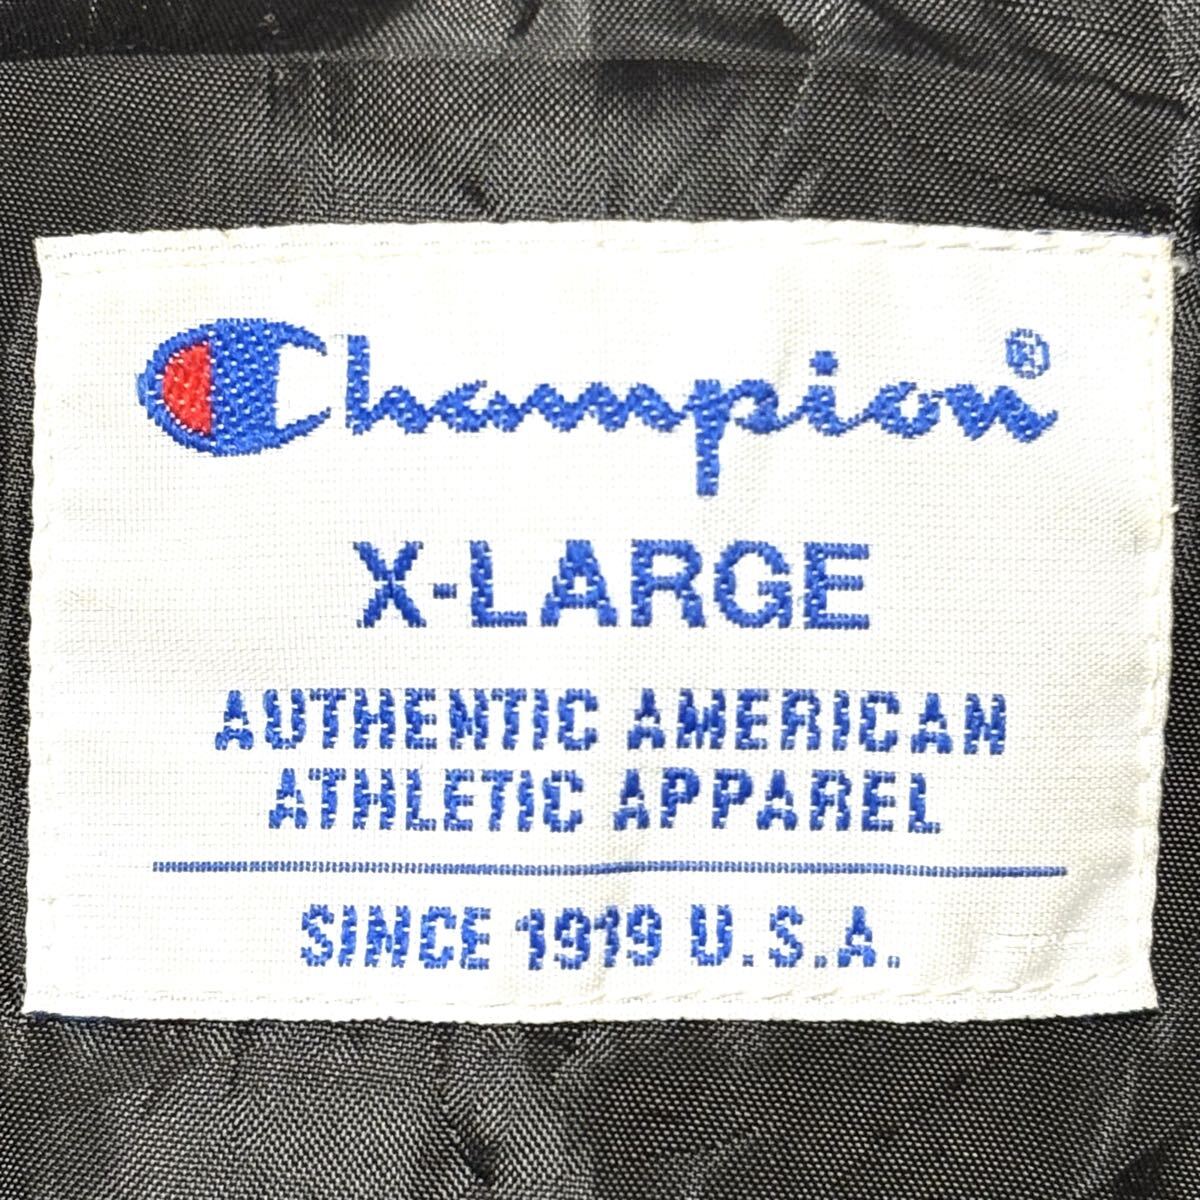 Champion®
X-LARGE
AUTHENTIC AMERICAN
ATHLETIC APPAREL
SINCE 1919 U.S.A.